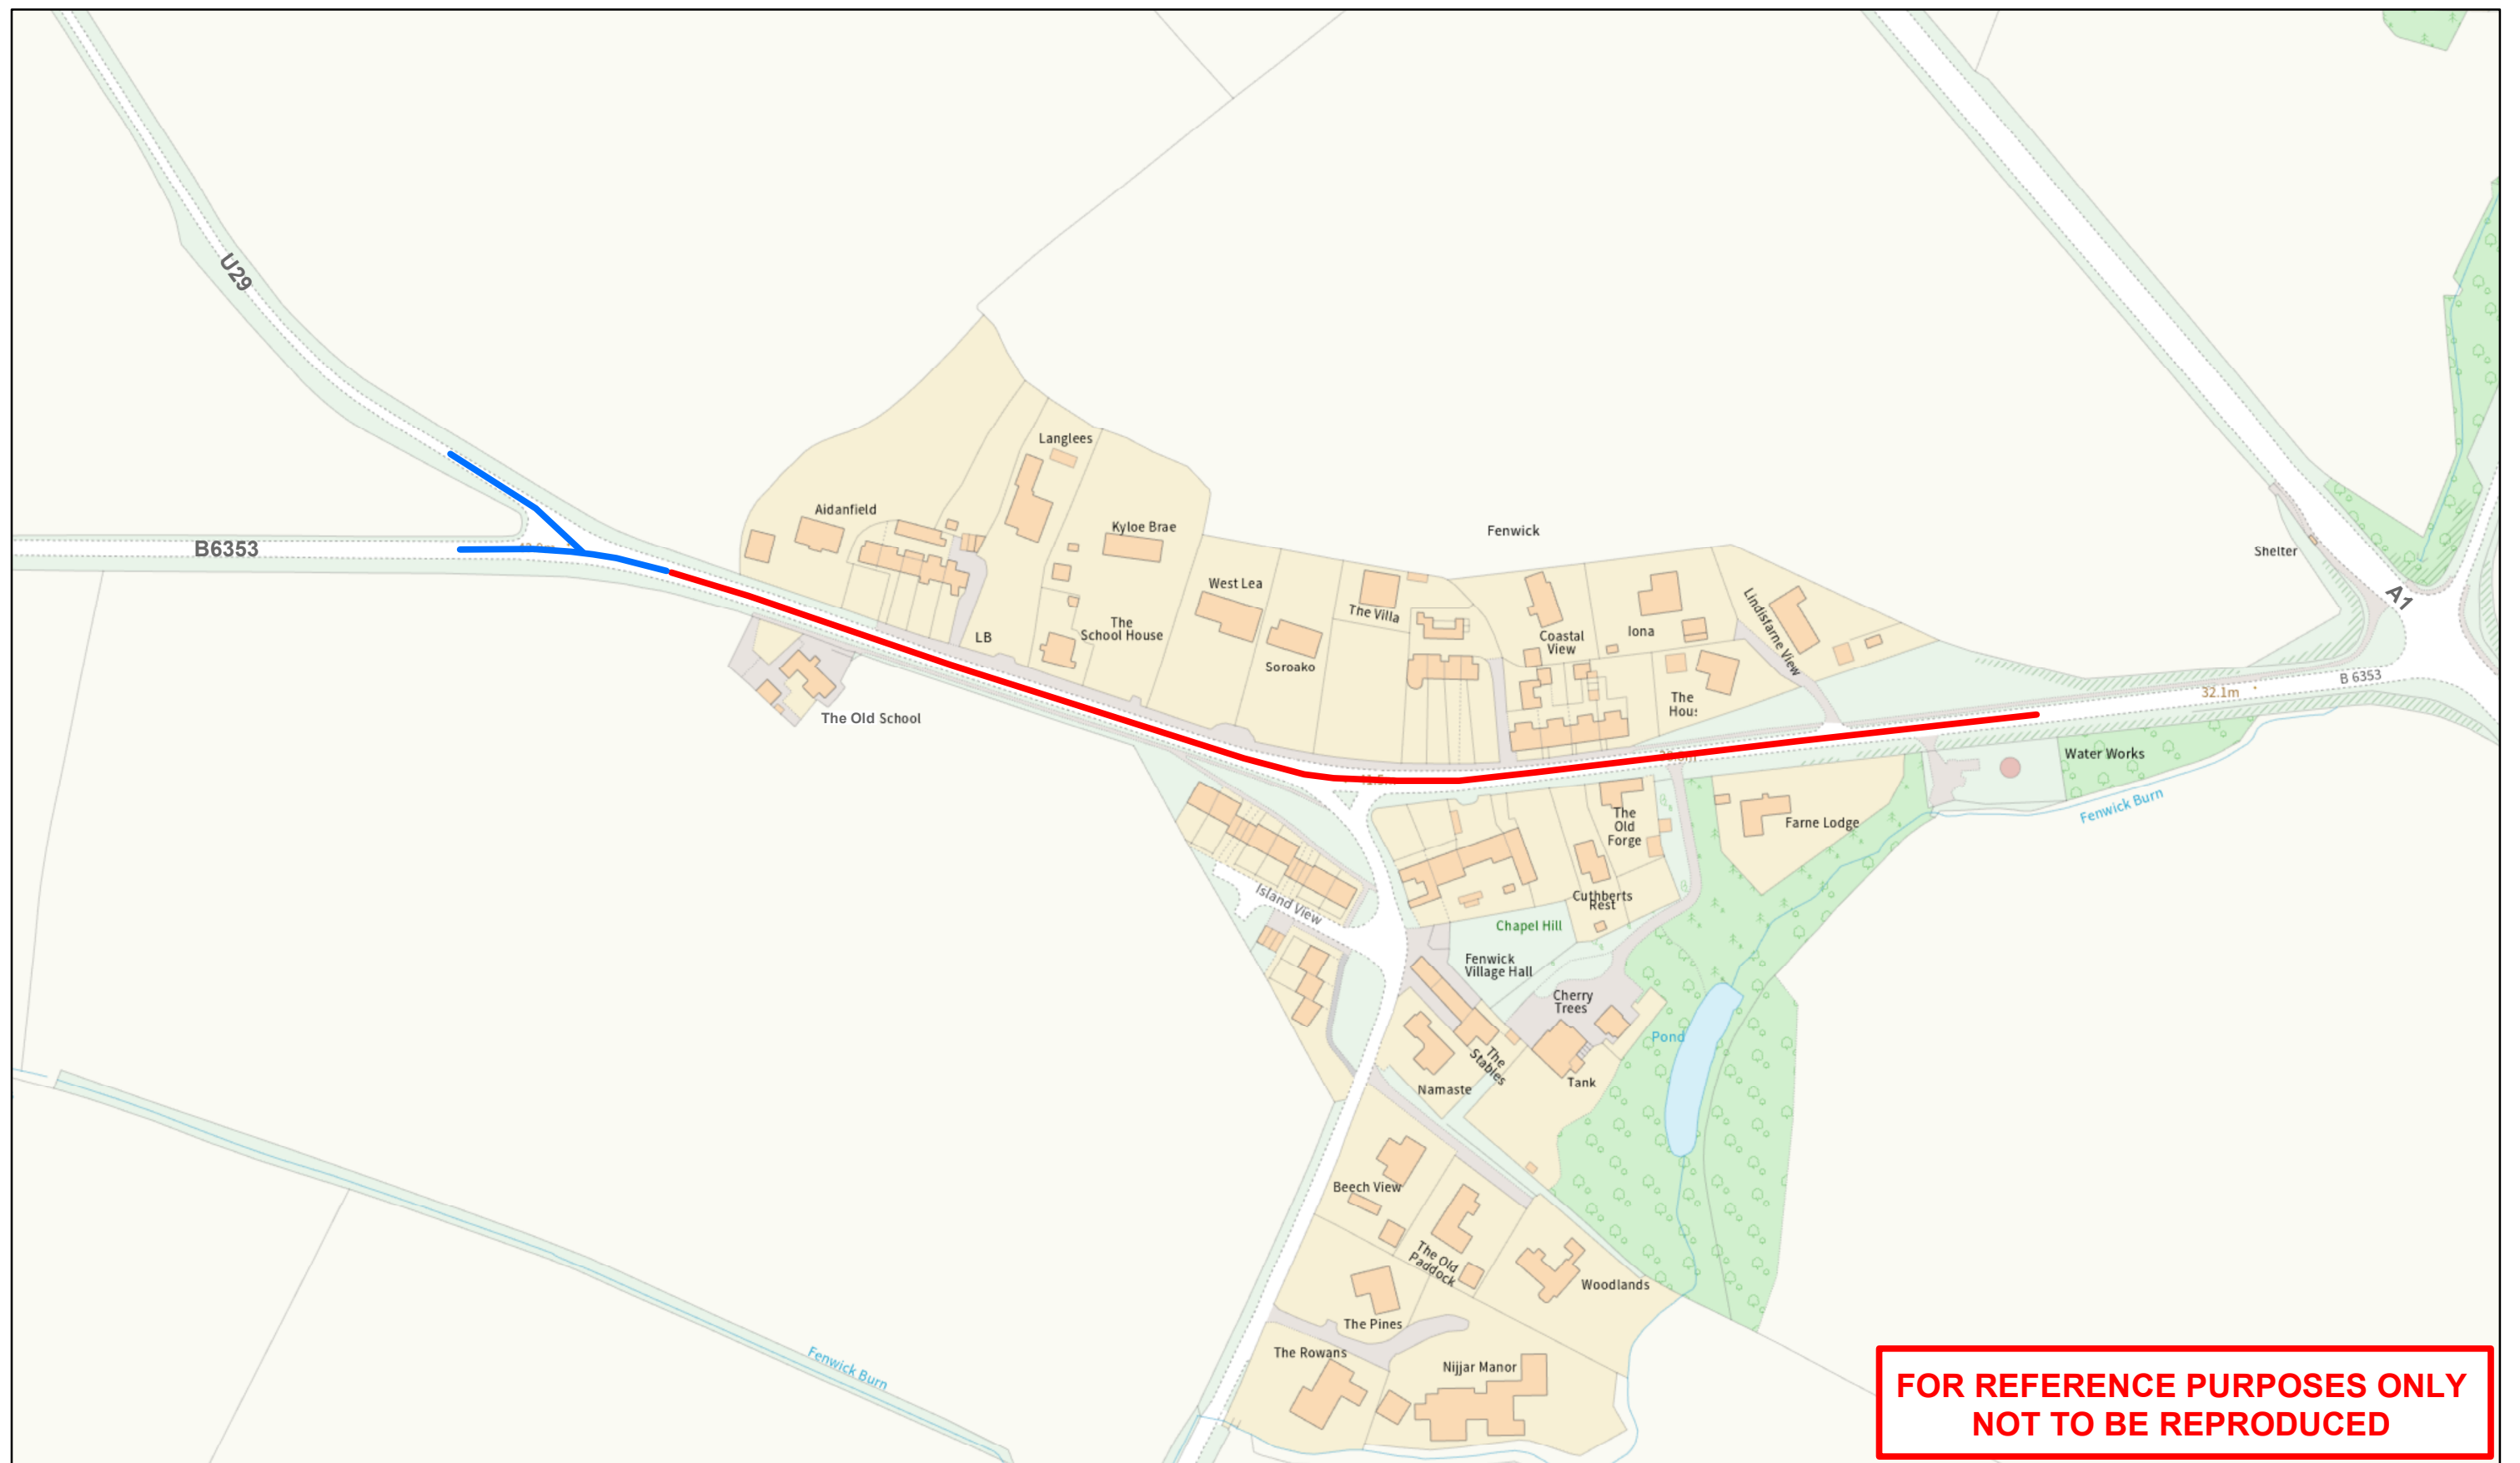 U29
B6353
Langlees
Aidanfield
Kyloe Brae
Fenwick
Shelter
A1
West Lea
The Villa
LB
The
School House
Soroako
Coastal
View
Iona
Lindisfarne View
The
B 6353
32.1m
The Old School
Water Works
Fenwick Burn
The
Old
Forge
Farne Lodge
Island View
Cuthberts
Rest
Chapel Hill
Fenwick
Village Hall
Cherry
Trees
Pond
The
Stables
Namaste
Tank
Beech View
The Old
Paddock
Woodlands
The Pines
The Rowans
Nijjar Manor
Fenwick Burn
FOR REFERENCE PURPOSES ONLY
NOT TO BE REPRODUCED